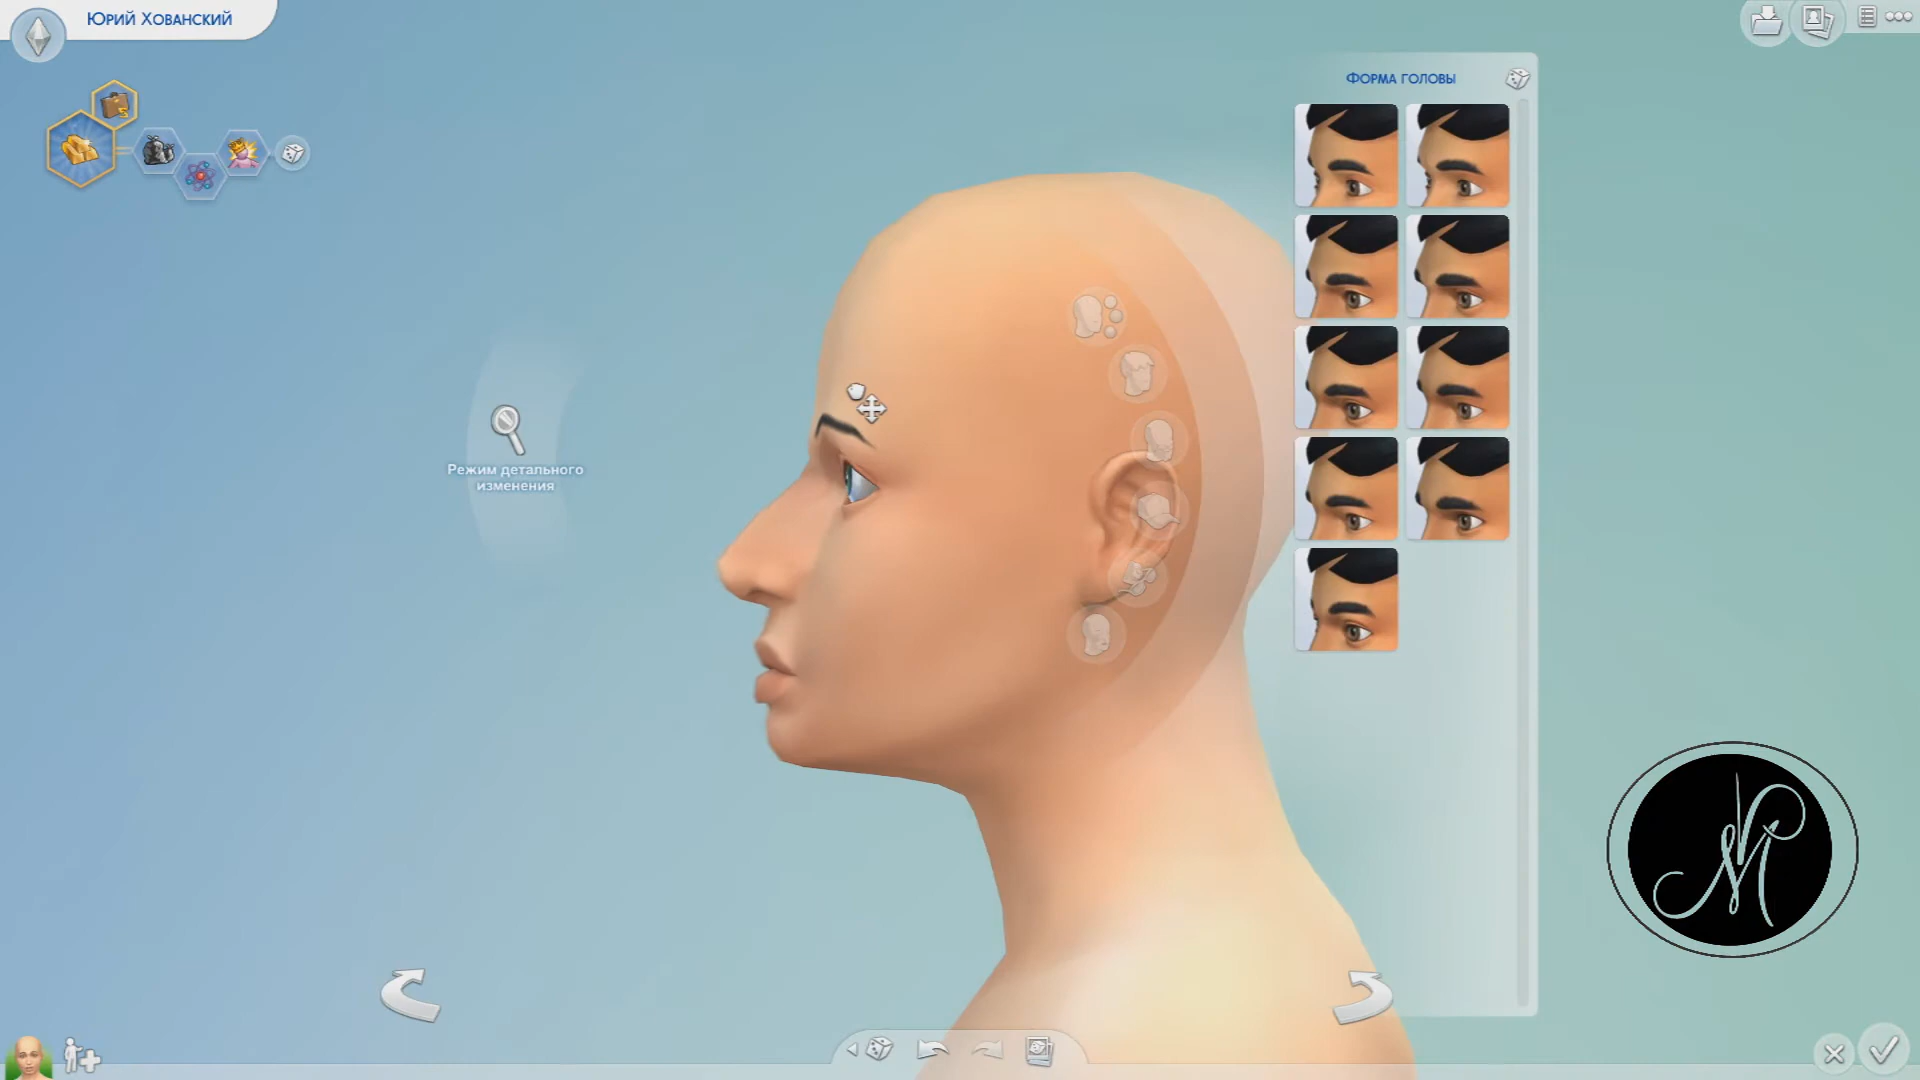 Юрий Хованский
Форма головы
Режим детального
изменения